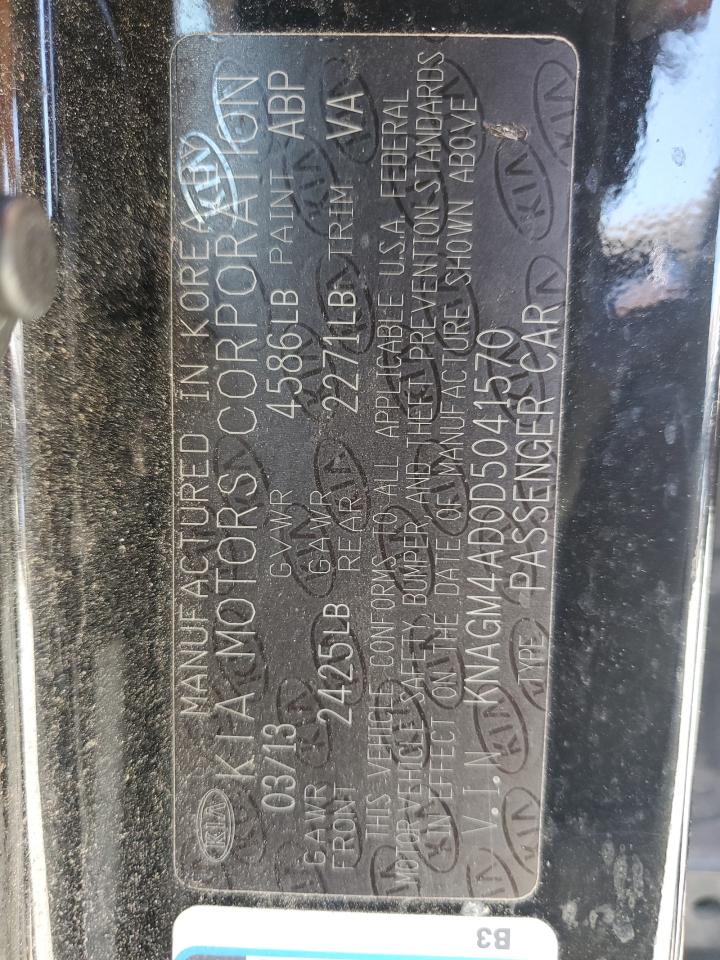 MANUFACTURED IN KOREA
KIA KIA MOTORS CORPORATION
03/13 GVWR 4586LB PAINT ABP
GAWR FRONT 2425LB GAWR REAR 2271LB TRIM VA
THIS VEHICLE CONFORMS TO ALL APPLICABLE U.S.A. FEDERAL
MOTOR VEHICLE SAFETY BUMPER AND THEFT PREVENTION STANDARDS
IN EFFECT ON THE DATE OF MANUFACTURE SHOWN ABOVE
V.I.N KNAGM4AD0D5041570
TYPE PASSENGER CAR
B3